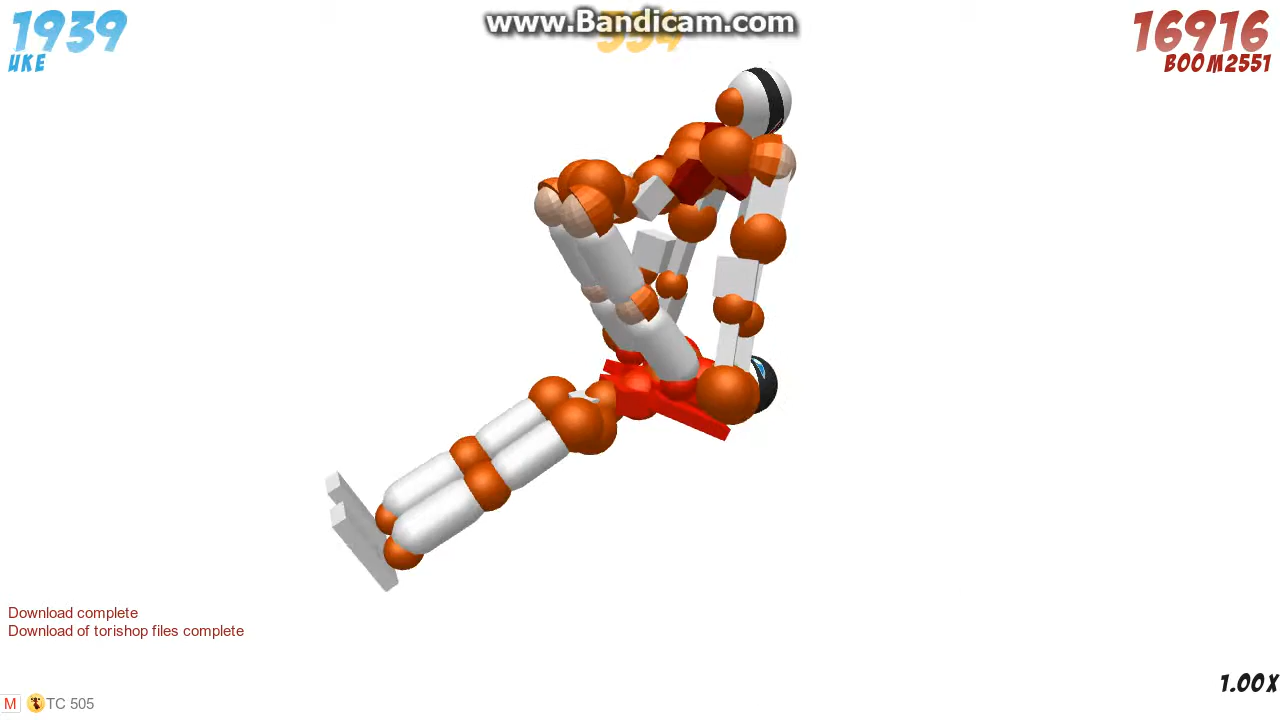 1939
UKE
www.Bandicam.com
16916
BOOM2551
Download complete
Download of torishop files complete
1.00X
M TC 505